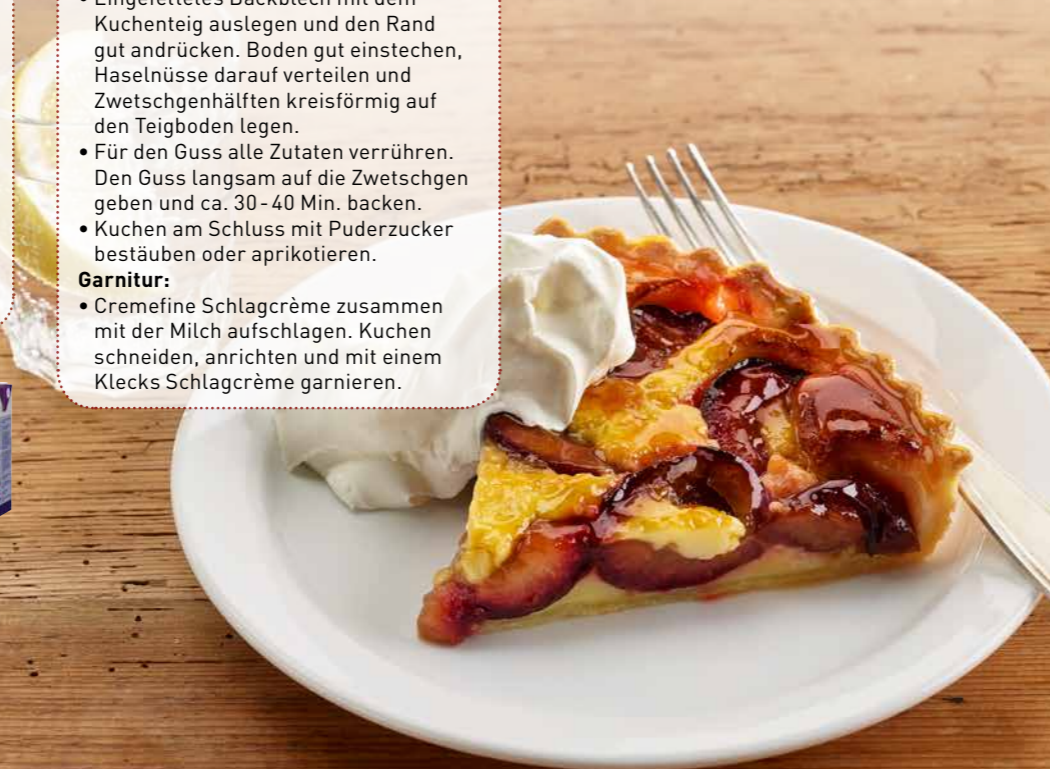 • Eingefettetes Backblech mit dem
Kuchenteig auslegen und den Rand
gut andrücken. Boden gut einstechen,
Haselnüsse darauf verteilen und
Zwetschgenhälften kreisförmig auf
den Teigboden legen.
• Für den Guss alle Zutaten verrühren.
Den Guss langsam auf die Zwetschgen
geben und ca. 30 - 40 Min. backen.
• Kuchen am Schluss mit Puderzucker
bestäuben oder aprikotieren.
Garnitur:
• Cremefine Schlagcrème zusammen
mit der Milch aufschlagen. Kuchen
schneiden, anrichten und mit einem
Klecks Schlagcrème garnieren.